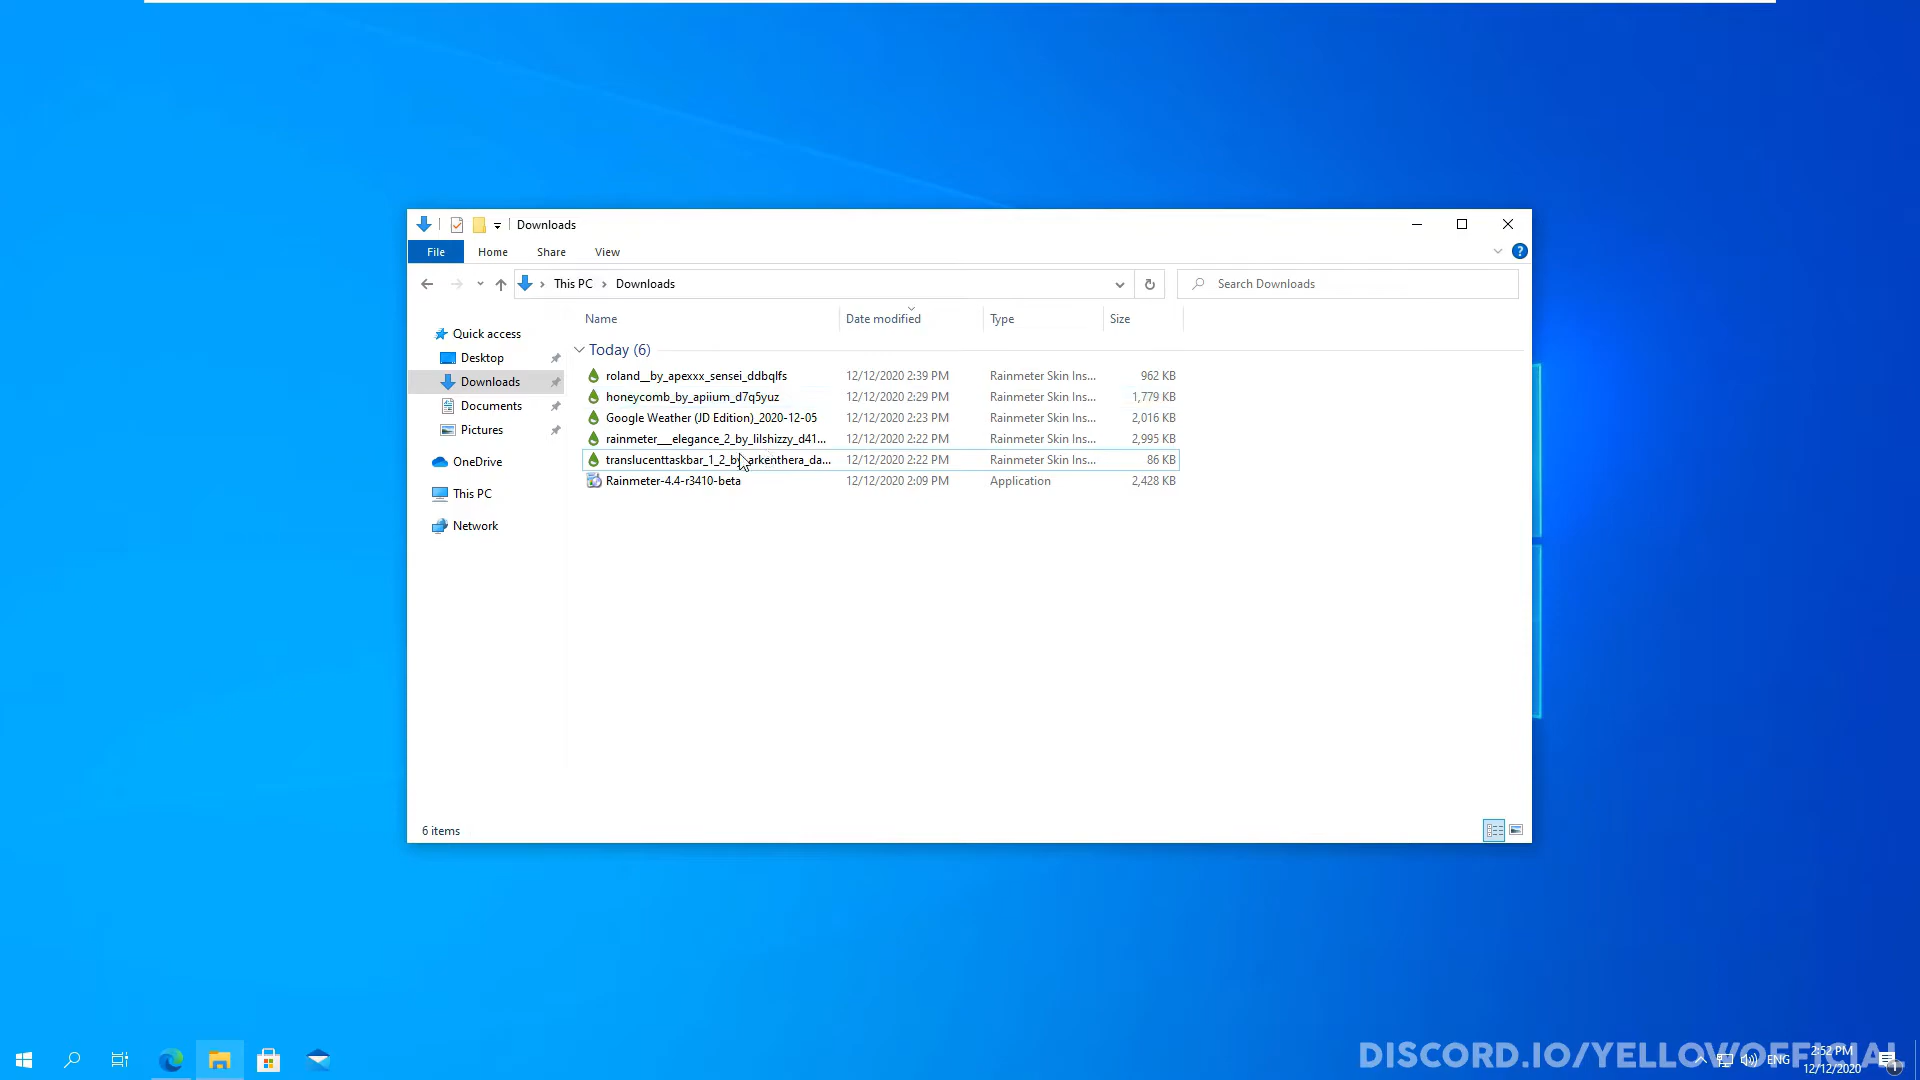 Downloads
File Home Share View
This PC Downloads Search Downloads
Name Date modified Type Size
Quick access
Desktop
Downloads
Documents
Pictures
OneDrive
This PC
Network
Today (6)
roland__by_apexxx_sensei_ddbqlfs 12/12/2020 2:39 PM Rainmeter Skin Ins... 962 KB
honeycomb_by_apiium_d7q5yuz 12/12/2020 2:29 PM Rainmeter Skin Ins... 1,779 KB
Google Weather (JD Edition)_2020-12-05 12/12/2020 2:23 PM Rainmeter Skin Ins... 2,016 KB
rainmeter___elegance_2_by_lilshizzy_d41... 12/12/2020 2:22 PM Rainmeter Skin Ins... 2,995 KB
translucenttaskbar_1_2_by_arkenthera_da... 12/12/2020 2:22 PM Rainmeter Skin Ins... 86 KB
Rainmeter-4.4-r3410-beta 12/12/2020 2:09 PM Application 2,428 KB
6 items
DISCORD.IO/YELLOWOFFICIAL
ENG
2:52 PM
12/12/2020
1